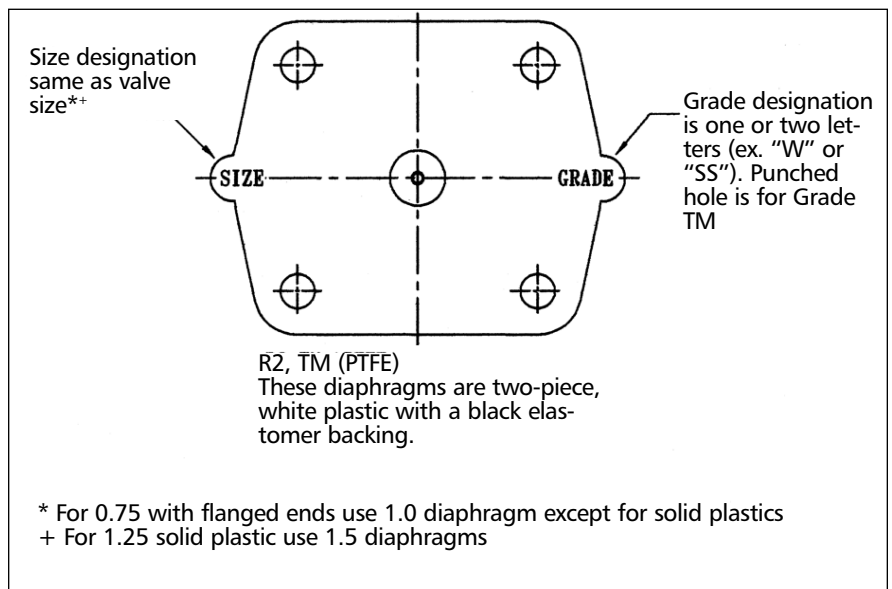 Size designation
same as valve
size*+
Grade designation
is one or two let-
ters (ex. “W” or
“SS”). Punched
hole is for Grade
TM
SIZE
GRADE
R2, TM (PTFE)
These diaphragms are two-piece,
white plastic with a black elas-
tomer backing.
* For 0.75 with flanged ends use 1.0 diaphragm except for solid plastics
+ For 1.25 solid plastic use 1.5 diaphragms